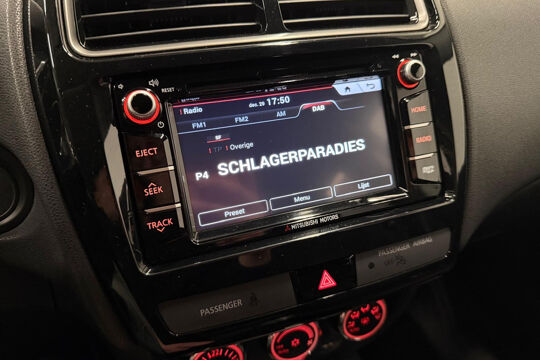 RESET
Radio
dec. 29 17:50
FM1 FM2 AM DAB
TP Overige
P4 SCHLAGERPARADIES
Preset Menu Lijst
EJECT
SEEK
TRACK
HOME
RADIO
MITSUBISHI MOTORS
PASSENGER
PASSENGER AIRBAG